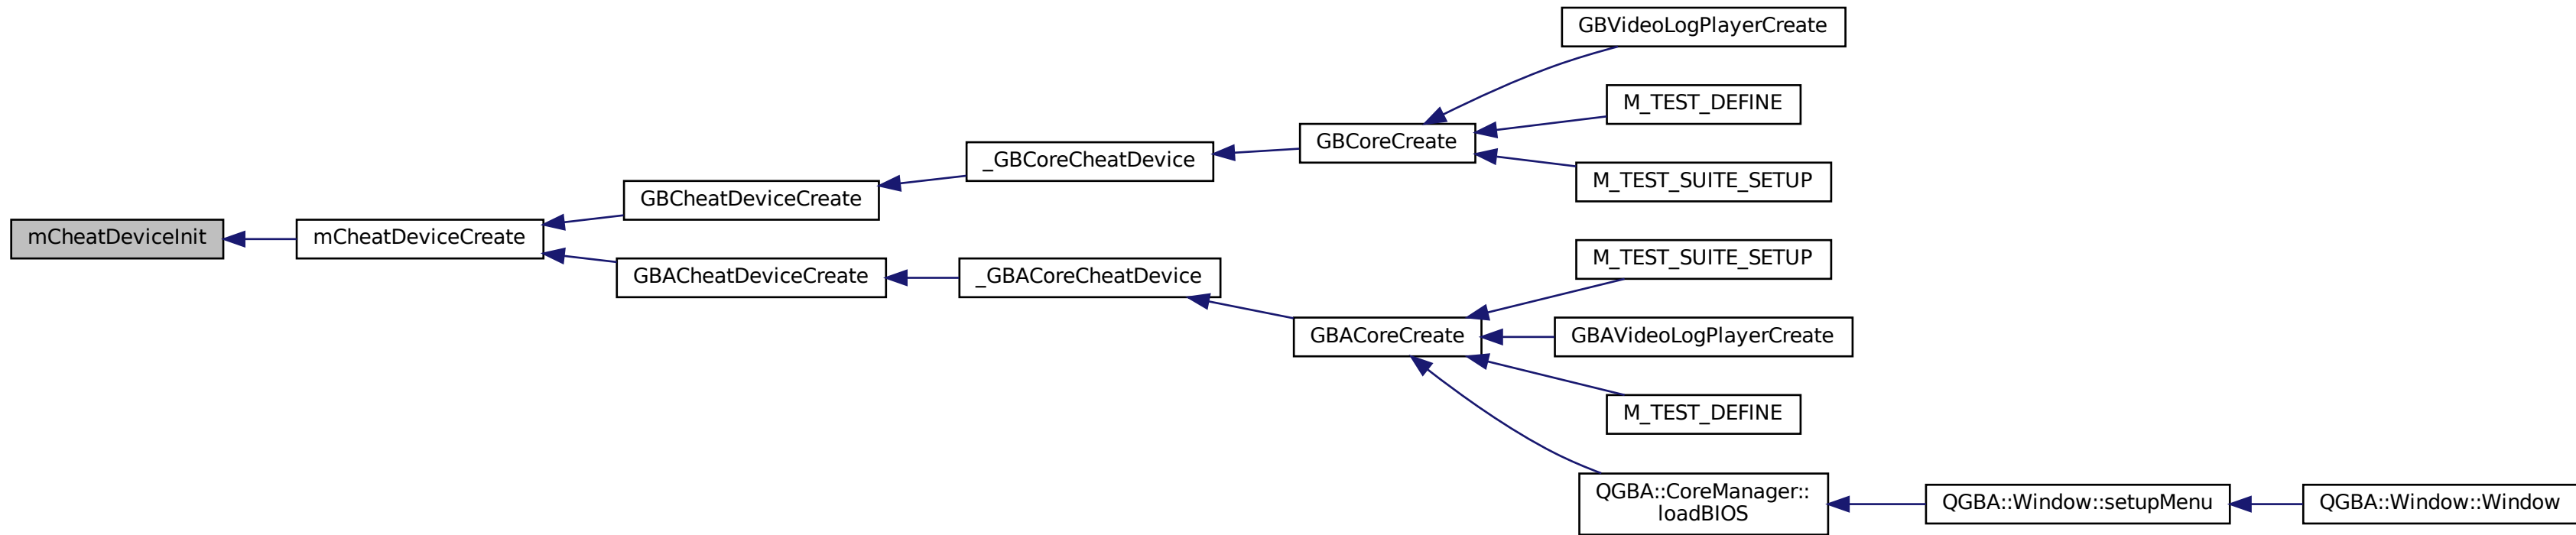 GBVideoLogPlayerCreate
M_TEST_DEFINE
GBCoreCreate
_GBCoreCheatDevice
M_TEST_SUITE_SETUP
GBCheatDeviceCreate
mCheatDeviceInit
mCheatDeviceCreate
M_TEST_SUITE_SETUP
GBACheatDeviceCreate
_GBACoreCheatDevice
GBACoreCreate
GBAVideoLogPlayerCreate
M_TEST_DEFINE
QGBA::CoreManager::
loadBIOS
QGBA::Window::setupMenu
QGBA::Window::Window